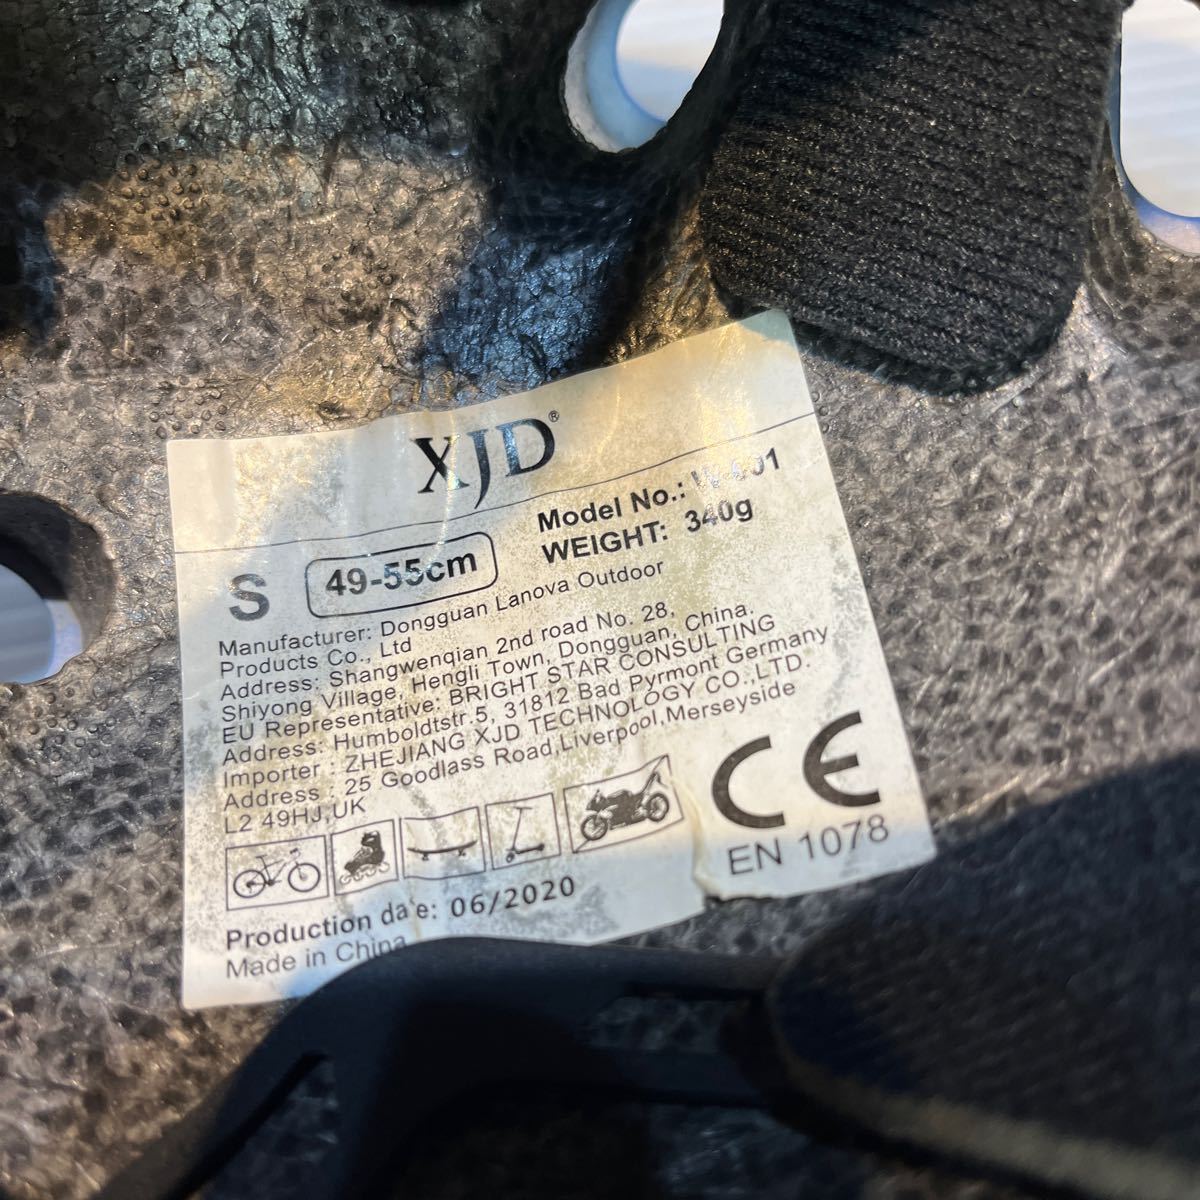 XJD®
Model No.:
S 49-55cm WEIGHT: 340g
Manufacturer: Dongguan Lanova Outdoor
Products Co., Ltd
Address: Shangwenqian 2nd road No. 28,
Shiyong Village, Hengli Town, Dongguan, China.
EU Representative: BRIGHT STAR CONSULTING
Address: Humboldtstr.5, 31812 Bad Pyrmont Germany
Importer : ZHEJIANG XJD TECHNOLOGY CO.,LTD.
Address : 25 Goodlass Road,Liverpool,Merseyside
L2 49HJ,UK
CE
EN 1078
Production date: 06/2020
Made in China